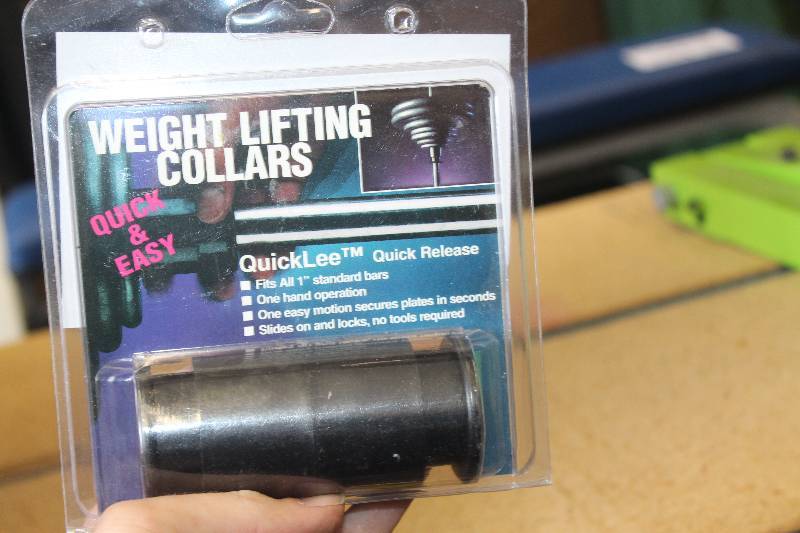 WEIGHT LIFTING
COLLARS
QUICK
&
EASY
QuickLee™ Quick Release
Fits All 1" standard bars
One hand operation
One easy motion secures plates in seconds
Slides on and locks, no tools required